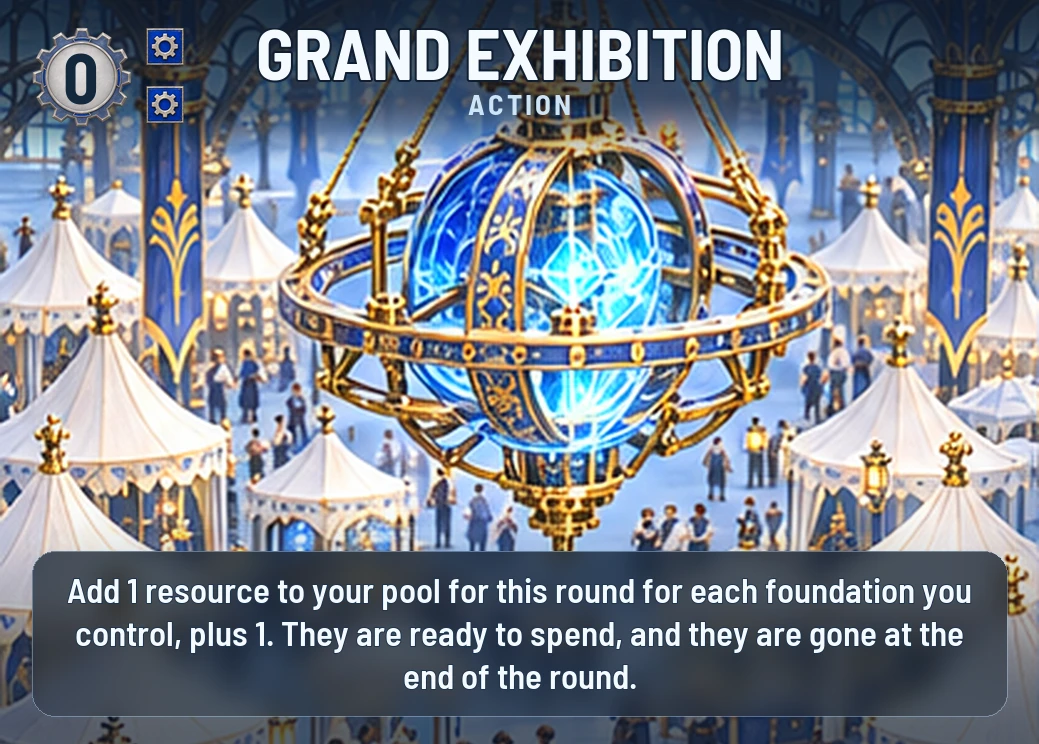 0
GRAND EXHIBITION
ACTION
Add 1 resource to your pool for this round for each foundation you
control, plus 1. They are ready to spend, and they are gone at the
end of the round.